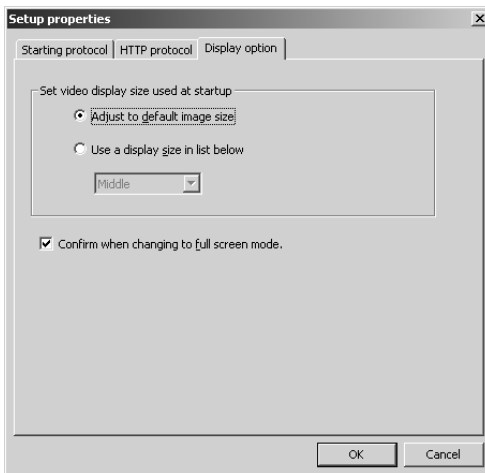 Setup properties
Starting protocol HTTP protocol Display option
Set video display size used at startup
Adjust to default image size
Use a display size in list below
Middle
Confirm when changing to full screen mode.
OK Cancel